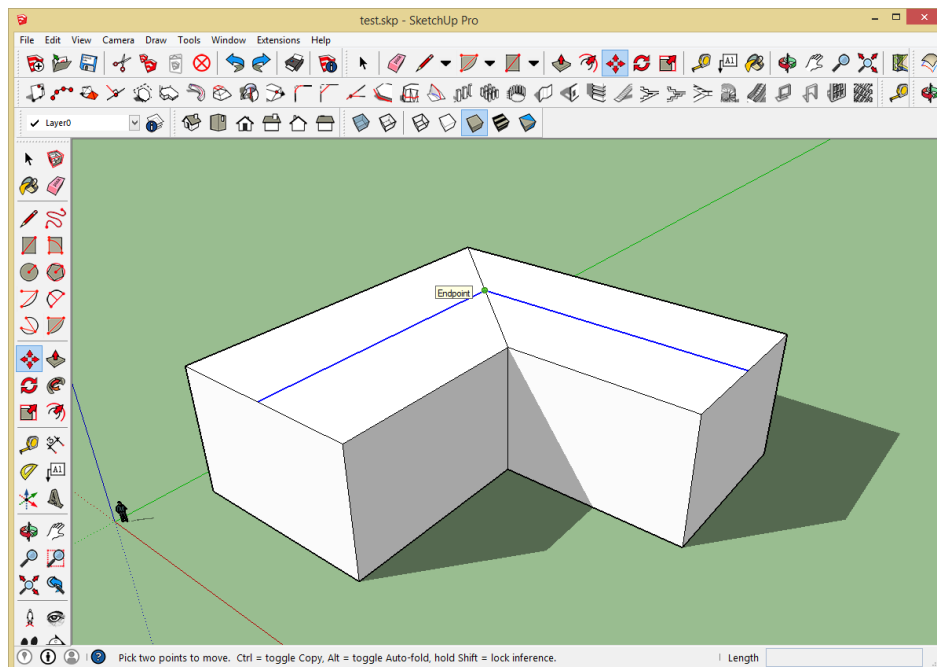 test.skp - SketchUp Pro
File Edit View Camera Draw Tools Window Extensions Help
A1
Layer0
Endpoint
A1
Pick two points to move. Ctrl = toggle Copy, Alt = toggle Auto-fold, hold Shift = lock inference.
Length